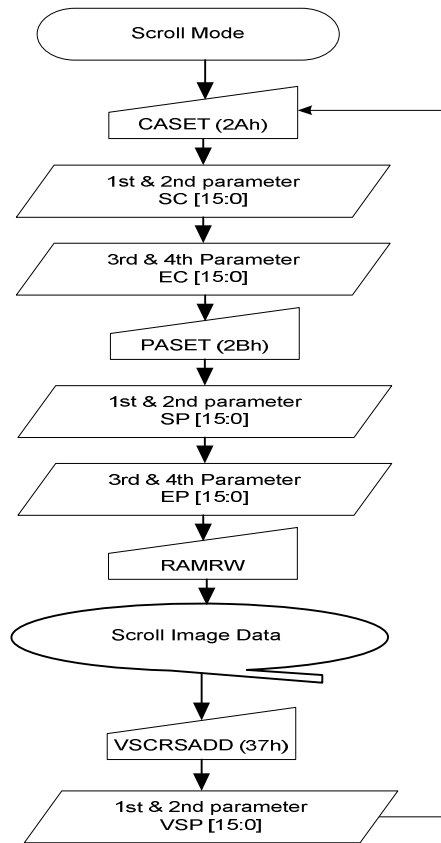 Scroll Mode
CASET (2Ah)
1st & 2nd parameter
SC [15:0]
3rd & 4th Parameter
EC [15:0]
PASET (2Bh)
1st & 2nd parameter
SP [15:0]
3rd & 4th Parameter
EP [15:0]
RAMRW
Scroll Image Data
VSCRSADD (37h)
1st & 2nd parameter
VSP [15:0]